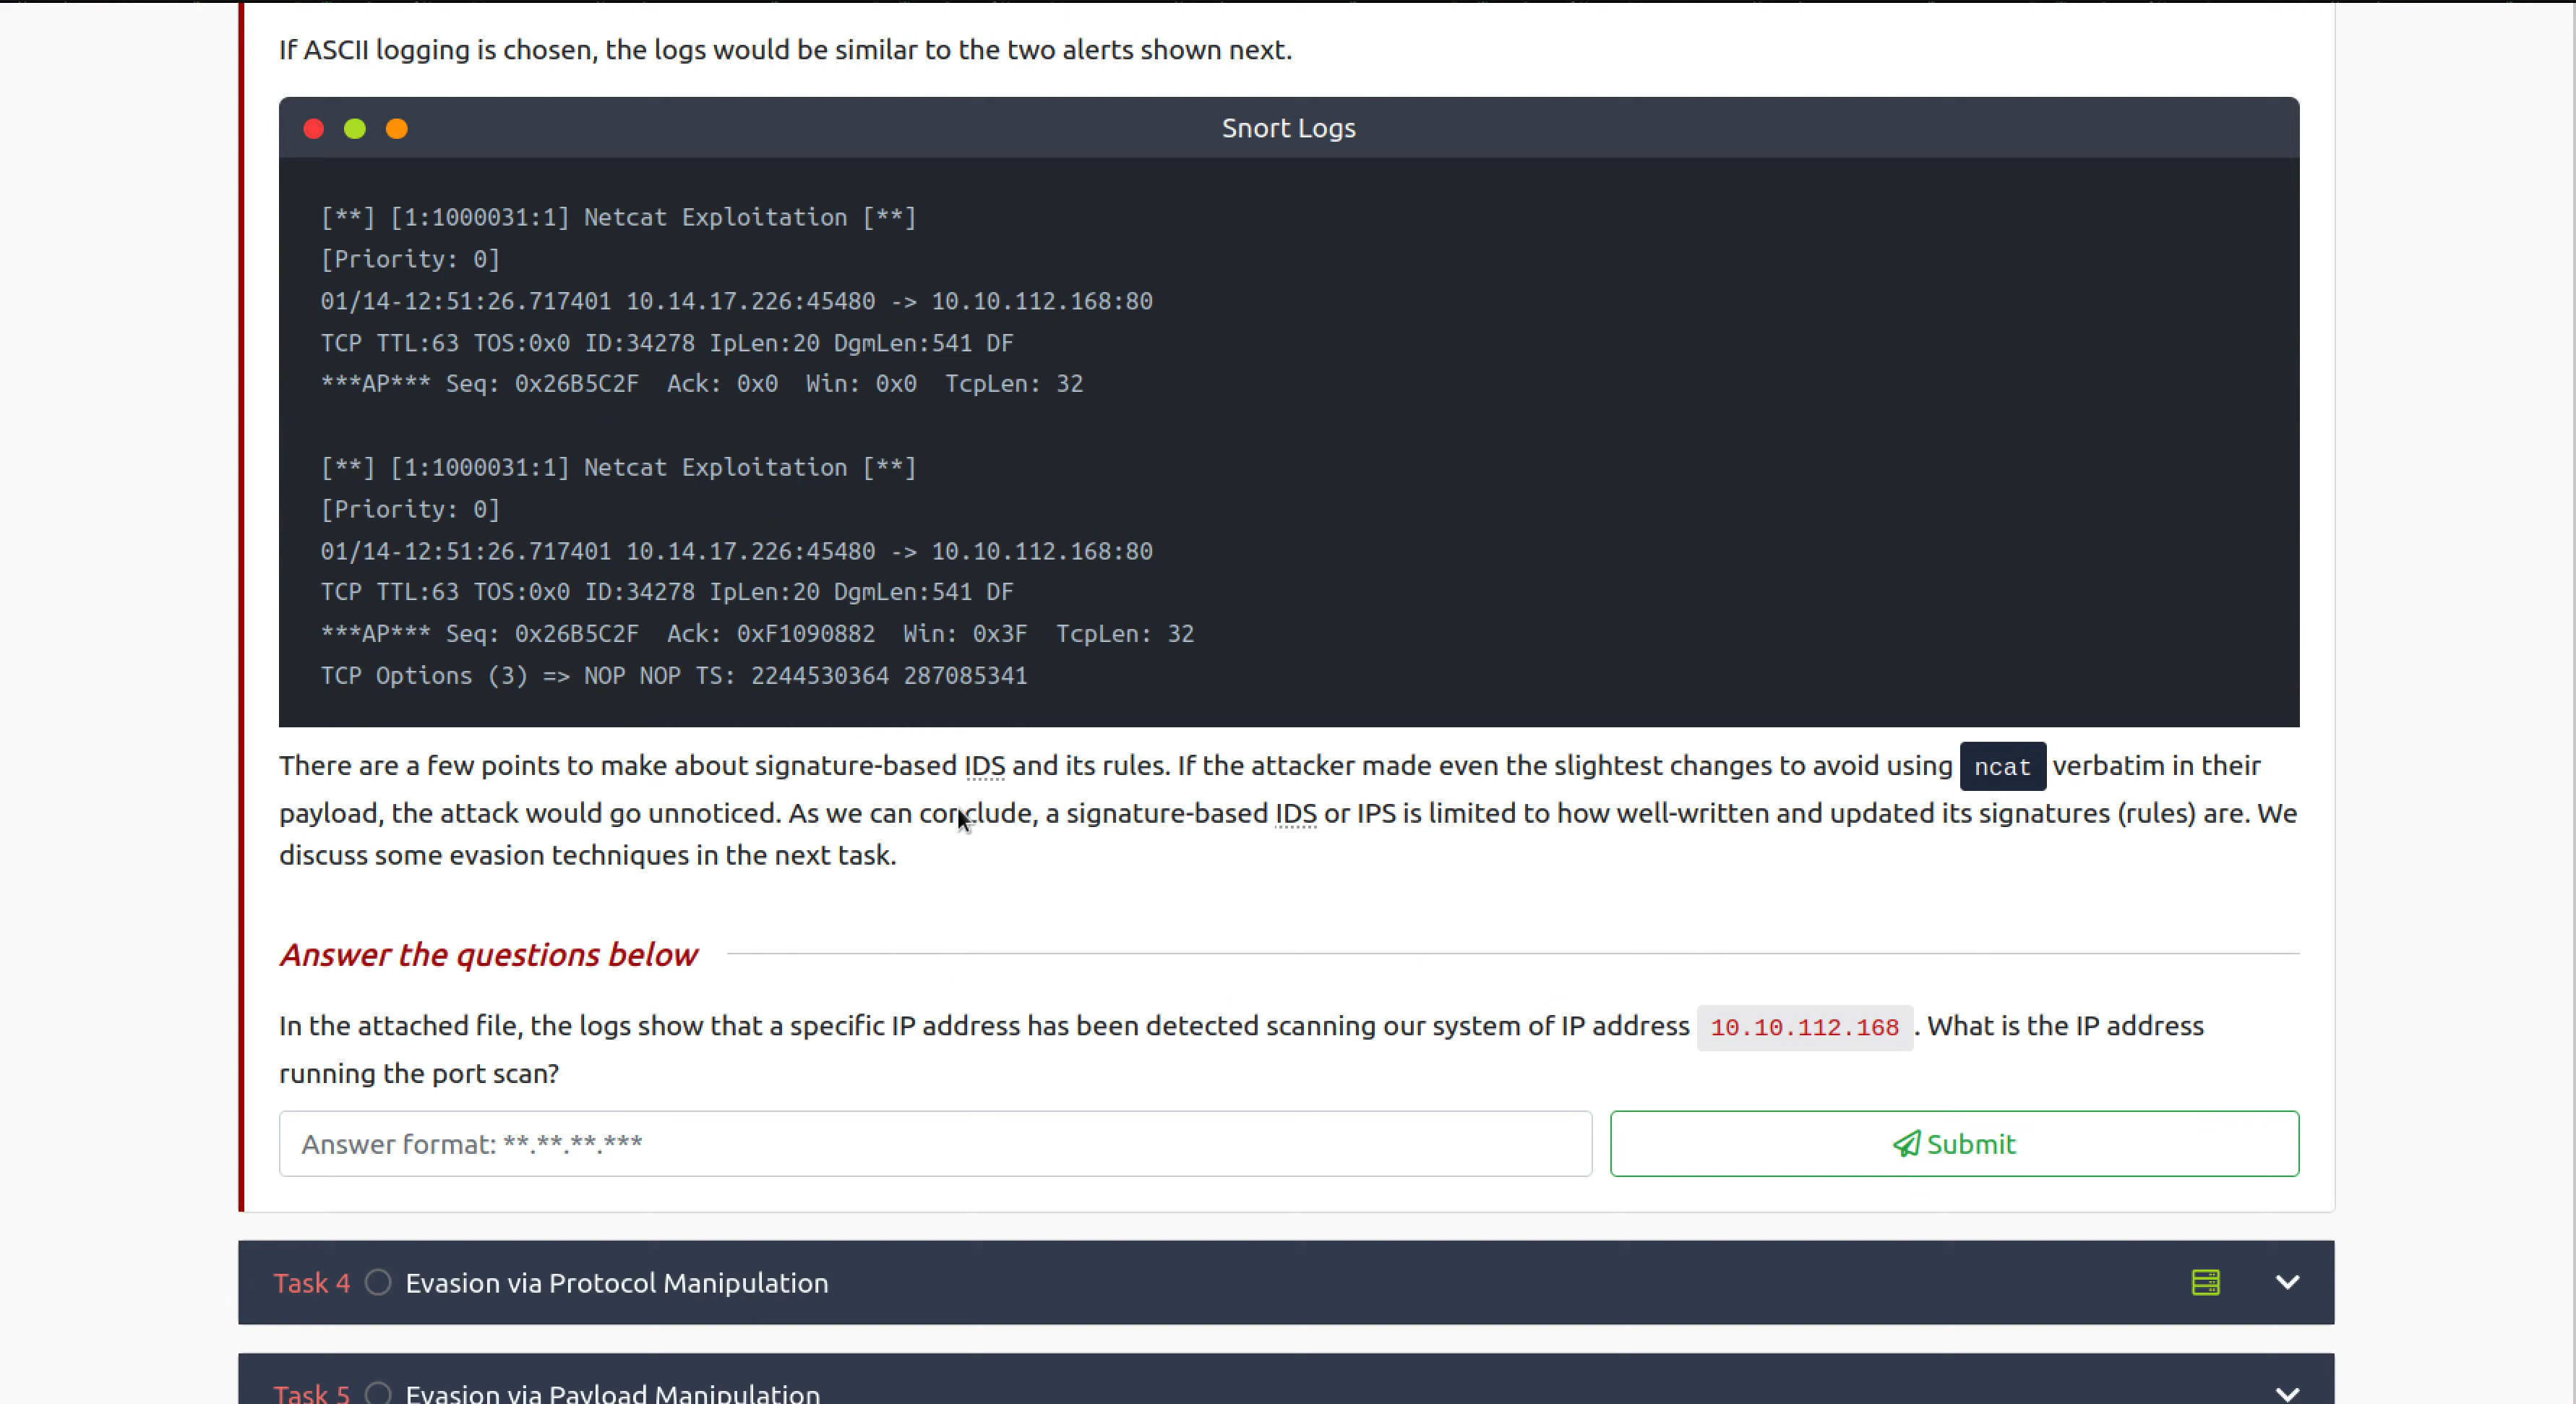 If ASCII logging is chosen, the logs would be similar to the two alerts shown next.
Snort Logs
[**] [1:1000031:1] Netcat Exploitation [**]
[Priority: 0]
01/14-12:51:26.717401 10.14.17.226:45480 -> 10.10.112.168:80
TCP TTL:63 TOS:0x0 ID:34278 IpLen:20 DgmLen:541 DF
***AP*** Seq: 0x26B5C2F  Ack: 0x0  Win: 0x0  TcpLen: 32
[**] [1:1000031:1] Netcat Exploitation [**]
[Priority: 0]
01/14-12:51:26.717401 10.14.17.226:45480 -> 10.10.112.168:80
TCP TTL:63 TOS:0x0 ID:34278 IpLen:20 DgmLen:541 DF
***AP*** Seq: 0x26B5C2F  Ack: 0xF1090882  Win: 0x3F  TcpLen: 32
TCP Options (3) => NOP NOP TS: 2244530364 287085341
There are a few points to make about signature-based IDS and its rules. If the attacker made even the slightest changes to avoid using ncat verbatim in their
payload, the attack would go unnoticed. As we can conclude, a signature-based IDS or IPS is limited to how well-written and updated its signatures (rules) are. We
discuss some evasion techniques in the next task.
Answer the questions below
In the attached file, the logs show that a specific IP address has been detected scanning our system of IP address 10.10.112.168 . What is the IP address
running the port scan?
Answer format: **.**.**.***
Submit
Task 4 Evasion via Protocol Manipulation
Task 5 Evasion via Payload Manipulation